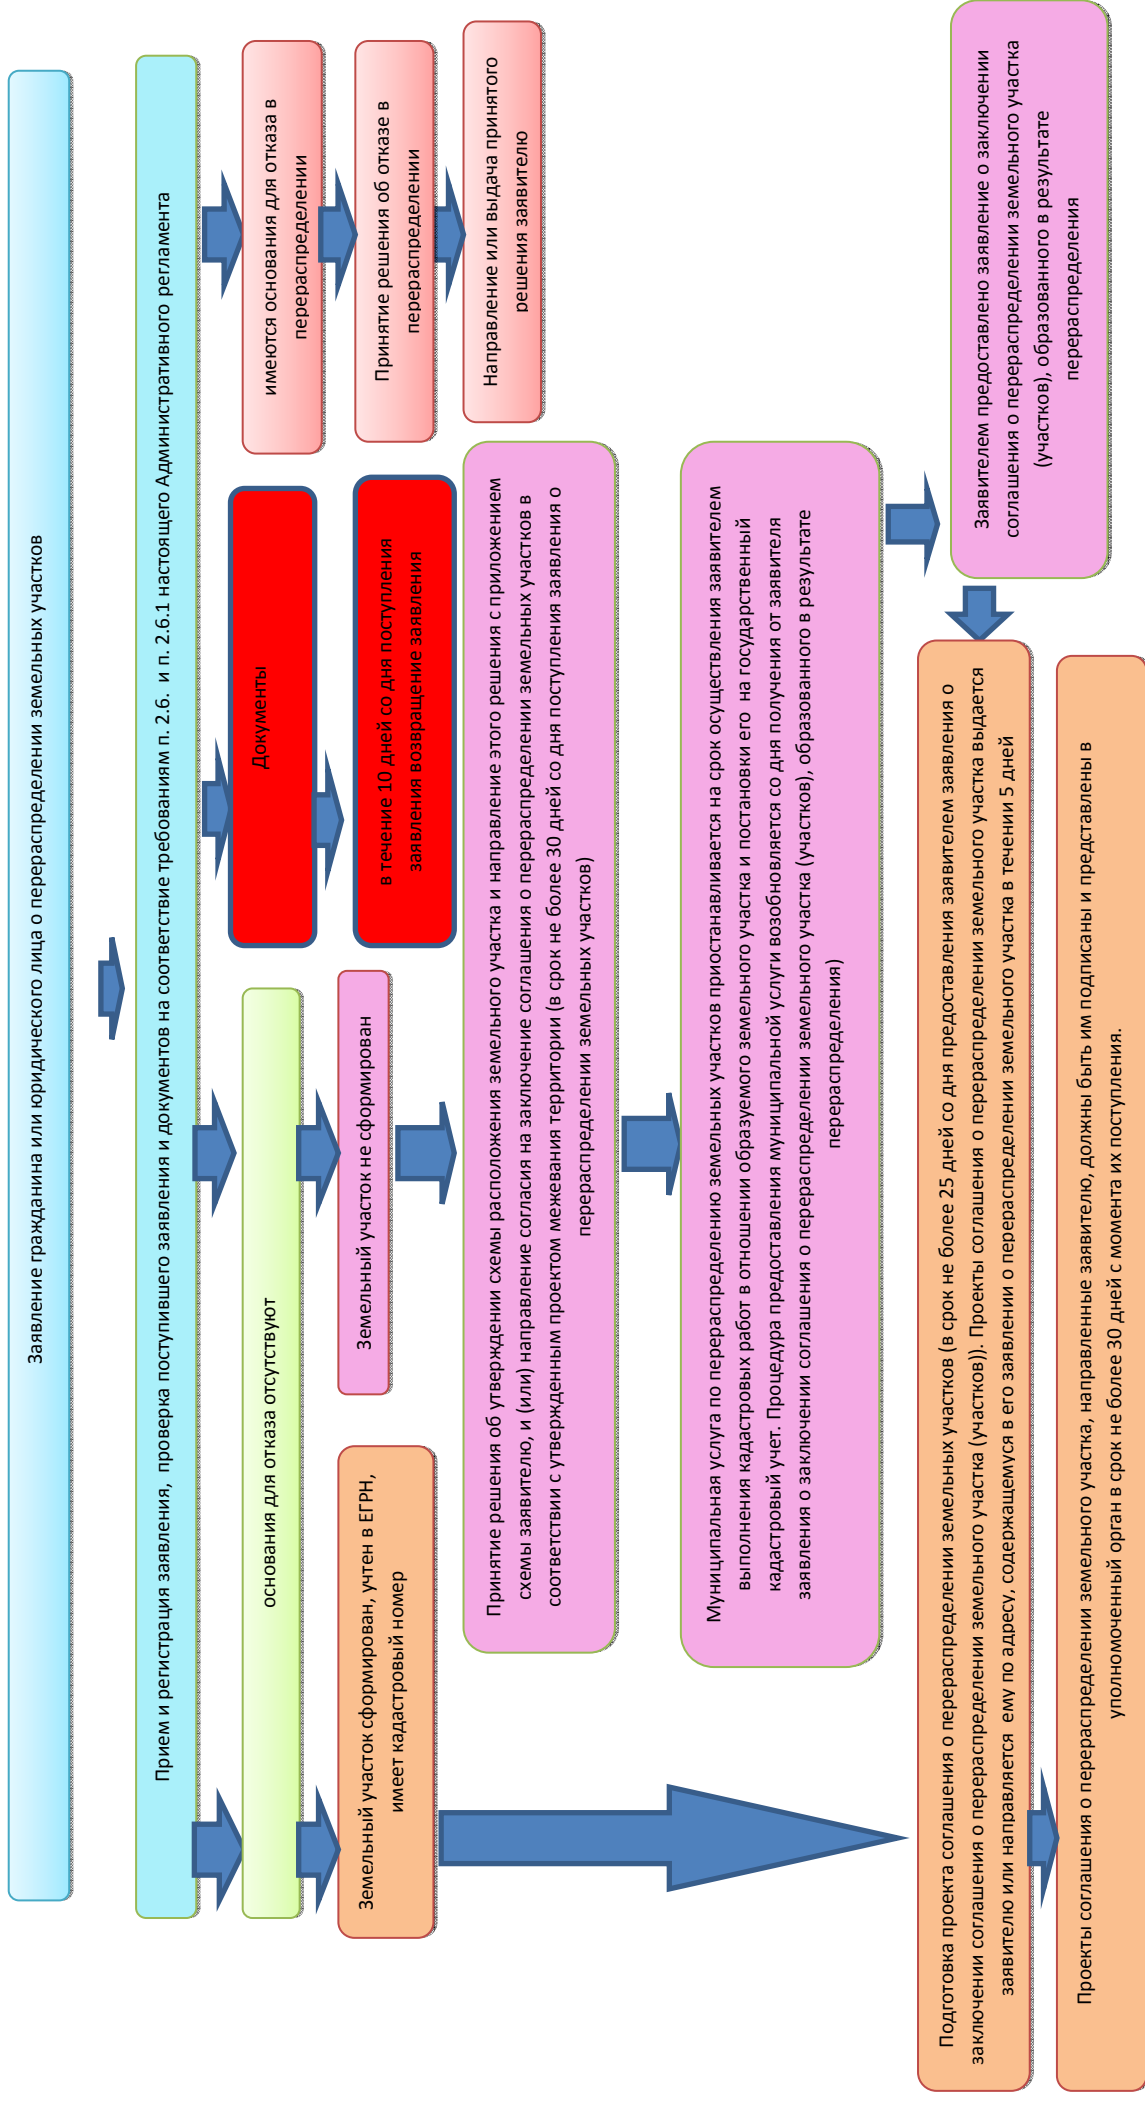 Заявление гражданина или юридического лица о перераспределении земельных участков
Прием и регистрация заявления, проверка поступившего заявления и документов на соответствие требованиям п. 2.6. и п. 2.6.1 настоящего Административного регламента
основания для отказа отсутствуют
Документы
имеются основания для отказа в
перераспределении
Земельный участок сформирован, учтен в ЕГРН,
имеет кадастровый номер
Земельный участок не сформирован
в течение 10 дней со дня поступления
заявления возвращение заявления
Принятие решения об отказе в
перераспределении
Направление или выдача принятого
решения заявителю
Принятие решения об утверждении схемы расположения земельного участка и направление этого решения с приложением
схемы заявителю, и (или) направление согласия на заключение соглашения о перераспределении земельных участков в
соответствии с утвержденным проектом межевания территории (в срок не более 30 дней со дня поступления заявления о
перераспределении земельных участков)
Муниципальная услуга по перераспределению земельных участков приостанавливается на срок осуществления заявителем
выполнения кадастровых работ в отношении образуемого земельного участка и постановки его на государственный
кадастровый учет. Процедура предоставления муниципальной услуги возобновляется со дня получения от заявителя
заявления о заключении соглашения о перераспределении земельного участка (участков), образованного в результате
перераспределения)
Заявителем предоставлено заявление о заключении
соглашения о перераспределении земельного участка
(участков), образованного в результате
перераспределения
Подготовка проекта соглашения о перераспределении земельных участков (в срок не более 25 дней со дня предоставления заявителем заявления о
заключении соглашения о перераспределении земельного участка (участков)). Проекты соглашения о перераспределении земельного участка выдается
заявителю или направляется ему по адресу, содержащемуся в его заявлении о перераспределении земельного участка в течении 5 дней
Проекты соглашения о перераспределении земельного участка, направленные заявителю, должны быть им подписаны и представлены в
уполномоченный орган в срок не более 30 дней с момента их поступления.